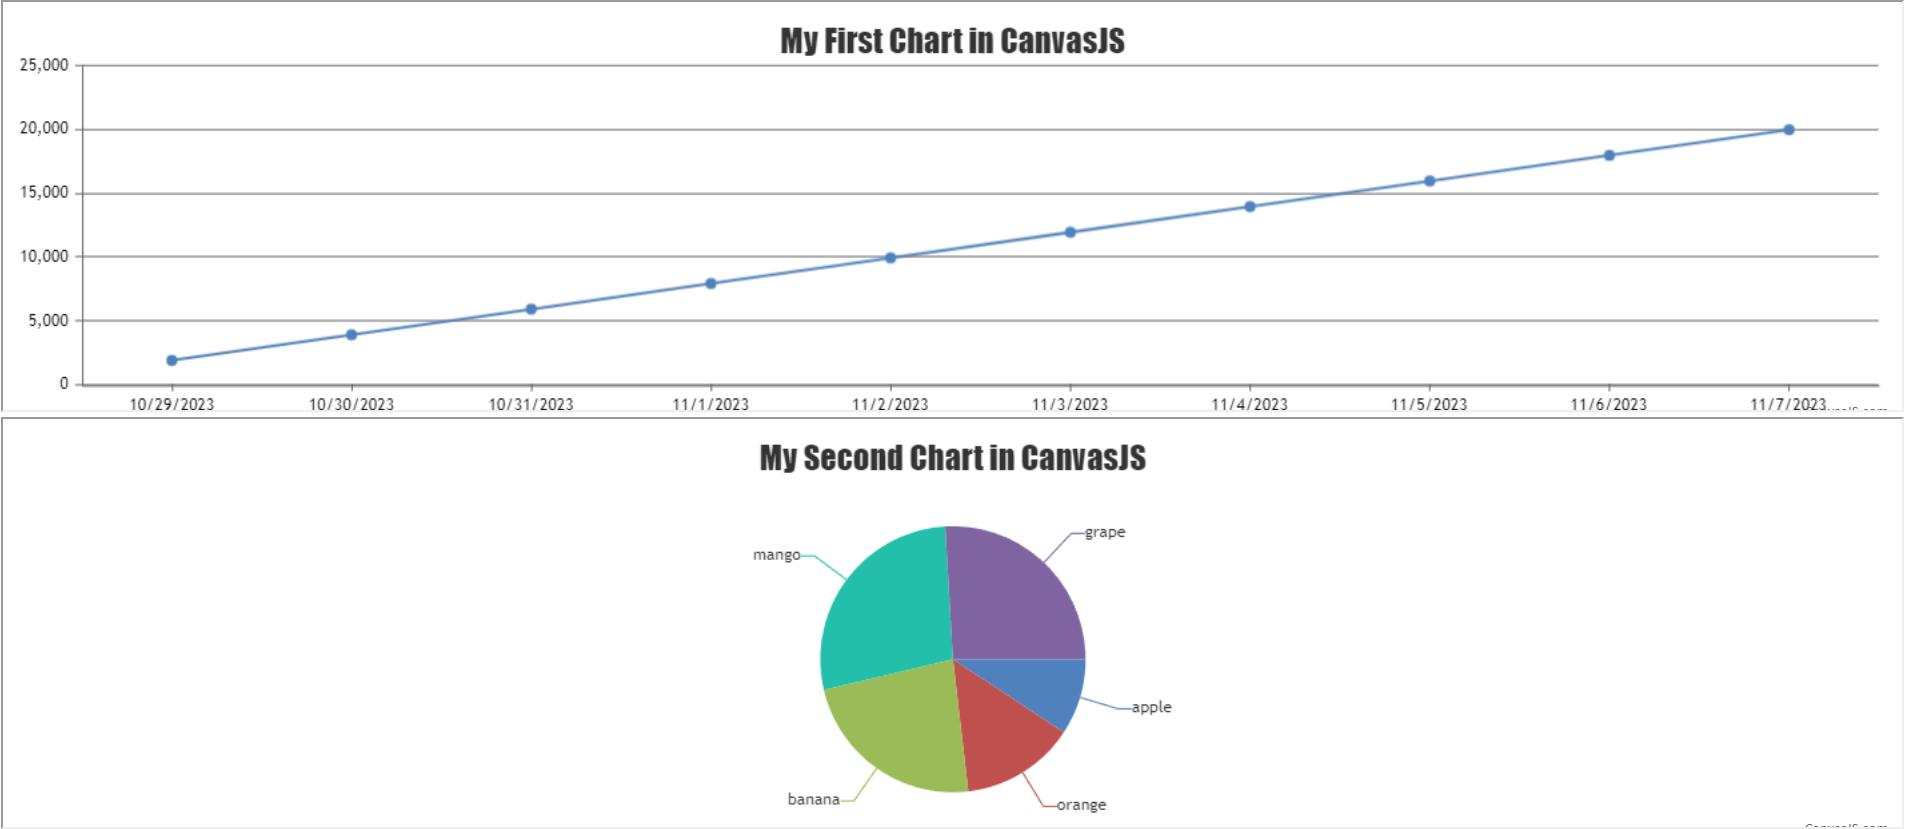 My First Chart in CanvasJS
25,000
20,000
15,000
10,000
5,000
0
10/29/2023 10/30/2023 10/31/2023 11/1/2023 11/2/2023 11/3/2023 11/4/2023 11/5/2023 11/6/2023 11/7/2023
My Second Chart in CanvasJS
grape
mango
apple
banana
orange